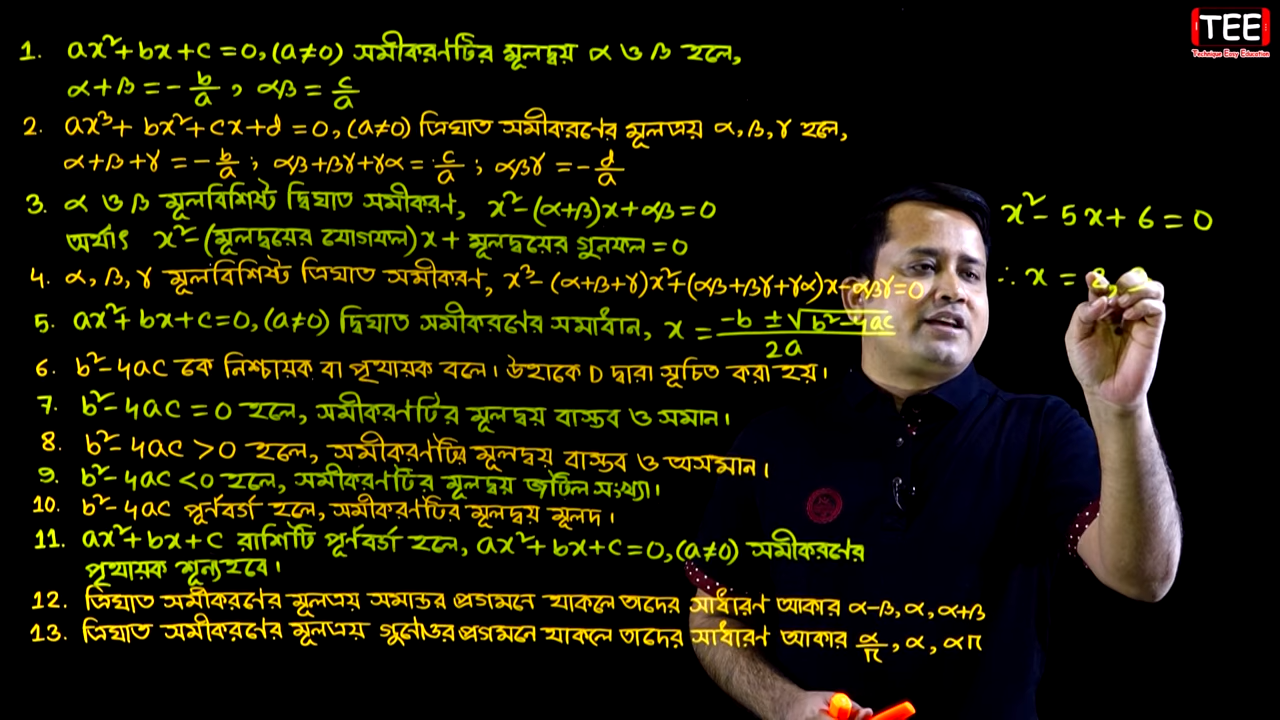 TEE
Technique Easy Education
1. ax²+bx+c=0, (a≠0) সমীকরণটির মূলদ্বয় α ও β হলে,
α+β = -b/a, αβ = c/a
2. ax³+bx²+cx+d=0, (a≠0) ত্রিঘাত সমীকরণের মূলত্রয় α, β, γ হলে,
α+β+γ = -b/a; αβ+βγ+γα = c/a; αβγ = -d/a
3. α ও β মূলবিশিষ্ট দ্বিঘাত সমীকরণ, x²-(α+β)x+αβ=0
অর্থাৎ x²-(মূলদ্বয়ের যোগফল)x+ মূলদ্বয়ের গুনফল=0
4. α, β, γ মূলবিশিষ্ট ত্রিঘাত সমীকরণ, x³-(α+β+γ)x²+(αβ+βγ+γα)x-αβγ=0
5. ax²+bx+c=0, (a≠0) দ্বিঘাত সমীকরণের সমাধান, x = (-b ± √(b²-4ac))/2a
6. b²-4ac কে নিশ্চায়ক বা পৃথায়ক বলে। উহাকে D দ্বারা সূচিত করা হয়।
7. b²-4ac=0 হলে, সমীকরণটির মূলদ্বয় বাস্তব ও সমান।
8. b²-4ac>0 হলে, সমীকরণটির মূলদ্বয় বাস্তব ও অসমান।
9. b²-4ac<0 হলে, সমীকরণটির মূলদ্বয় জটিল সংখ্যা।
10. b²-4ac পূর্নবর্গ হলে, সমীকরণটির মূলদ্বয় মূলদ।
11. ax²+bx+c রাশিটি পূর্নবর্গ হলে, ax²+bx+c=0, (a≠0) সমীকরণের
পৃথায়ক শূন্য হবে।
12. ত্রিঘাত সমীকরণের মূলত্রয় সমান্তর প্রগমনে থাকলে তাদের সাধারণ আকার α-β, α, α+β
13. ত্রিঘাত সমীকরণের মূলত্রয় গুনোত্তর প্রগমনে থাকলে তাদের সাধারণ আকার α/π, α, απ
x²-5x+6=0
∴ x =